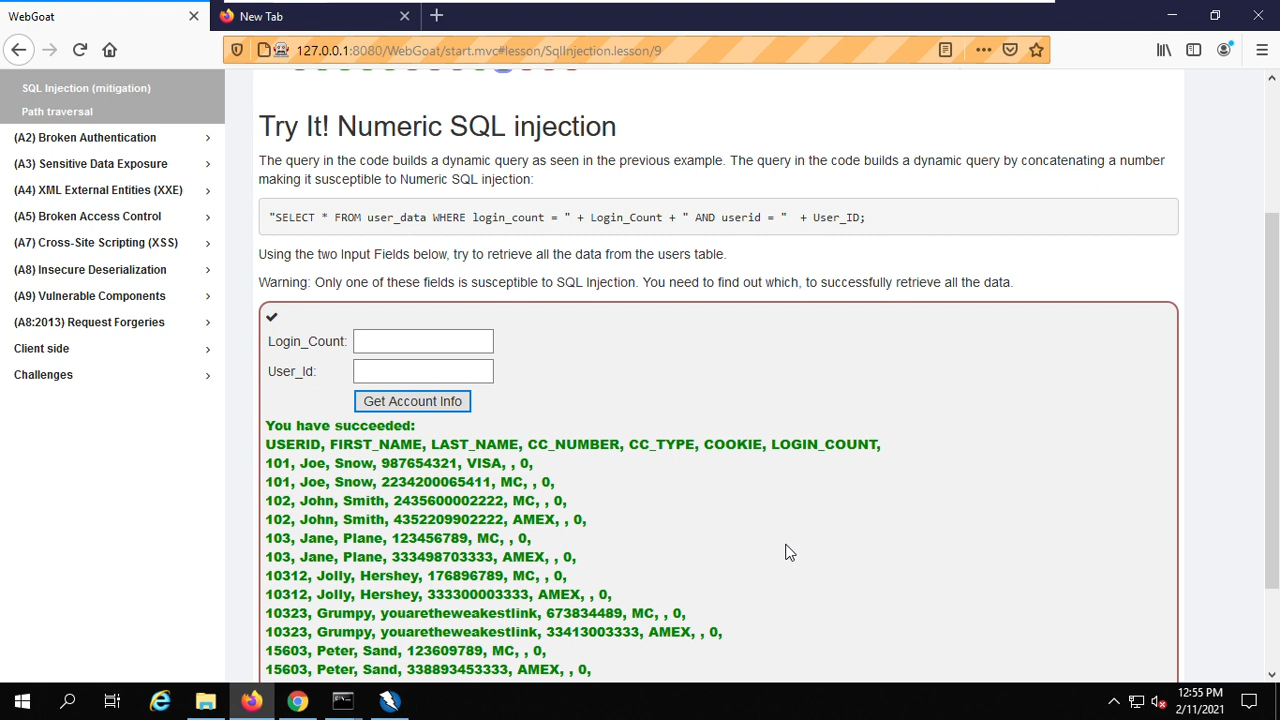 WebGoat
New Tab
127.0.0.1:8080/WebGoat/start.mvc#lesson/SqlInjection.lesson/9
SQL Injection (mitigation)
Path traversal
(A2) Broken Authentication
(A3) Sensitive Data Exposure
(A4) XML External Entities (XXE)
(A5) Broken Access Control
(A7) Cross-Site Scripting (XSS)
(A8) Insecure Deserialization
(A9) Vulnerable Components
(A8:2013) Request Forgeries
Client side
Challenges
Try It! Numeric SQL injection
The query in the code builds a dynamic query as seen in the previous example. The query in the code builds a dynamic query by concatenating a number
making it susceptible to Numeric SQL injection:
"SELECT * FROM user_data WHERE login_count = " + Login_Count + " AND userid = "  + User_ID;
Using the two Input Fields below, try to retrieve all the data from the users table.
Warning: Only one of these fields is susceptible to SQL Injection. You need to find out which, to successfully retrieve all the data.
Login_Count:
User_Id:
Get Account Info
You have succeeded:
USERID, FIRST_NAME, LAST_NAME, CC_NUMBER, CC_TYPE, COOKIE, LOGIN_COUNT,
101, Joe, Snow, 987654321, VISA, , 0,
101, Joe, Snow, 2234200065411, MC, , 0,
102, John, Smith, 2435600002222, MC, , 0,
102, John, Smith, 4352209902222, AMEX, , 0,
103, Jane, Plane, 123456789, MC, , 0,
103, Jane, Plane, 333498703333, AMEX, , 0,
10312, Jolly, Hershey, 176896789, MC, , 0,
10312, Jolly, Hershey, 333300003333, AMEX, , 0,
10323, Grumpy, youaretheweakestlink, 673834489, MC, , 0,
10323, Grumpy, youaretheweakestlink, 33413003333, AMEX, , 0,
15603, Peter, Sand, 123609789, MC, , 0,
15603, Peter, Sand, 338893453333, AMEX, , 0,
12:55 PM
2/11/2021